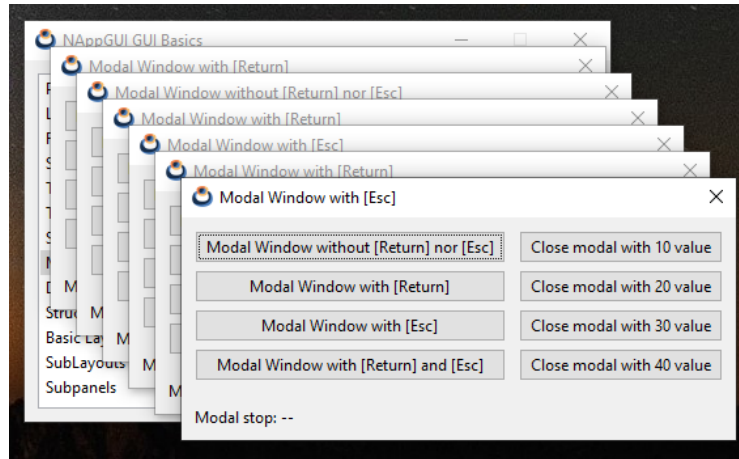 NAppGUI GUI Basics
Modal Window with [Return]
Modal Window without [Return] nor [Esc]
Modal Window with [Return]
Modal Window with [Esc]
Modal Window with [Return]
Modal Window with [Esc]
Modal Window without [Return] nor [Esc]
Close modal with 10 value
Modal Window with [Return]
Close modal with 20 value
Modal Window with [Esc]
Close modal with 30 value
Modal Window with [Return] and [Esc]
Close modal with 40 value
Modal stop: --
Basic Lay
SubLayouts
Subpanels